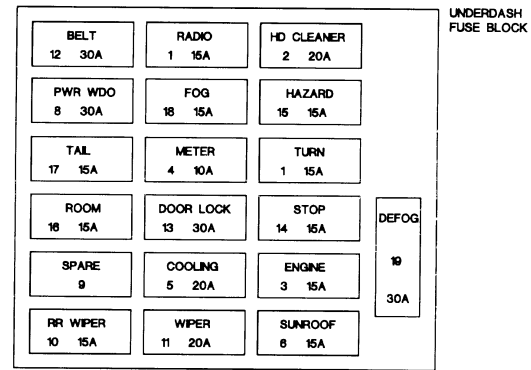 UNDERDASH
FUSE BLOCK
BELT
12 30A
RADIO
1 15A
HD CLEANER
2 20A
PWR WDO
8 30A
FOG
18 15A
HAZARD
15 15A
TAIL
17 15A
METER
4 10A
TURN
1 15A
ROOM
16 15A
DOOR LOCK
13 30A
STOP
14 15A
DEFOG
19
30A
SPARE
9
COOLING
5 20A
ENGINE
3 15A
RR WIPER
10 15A
WIPER
11 20A
SUNROOF
6 15A